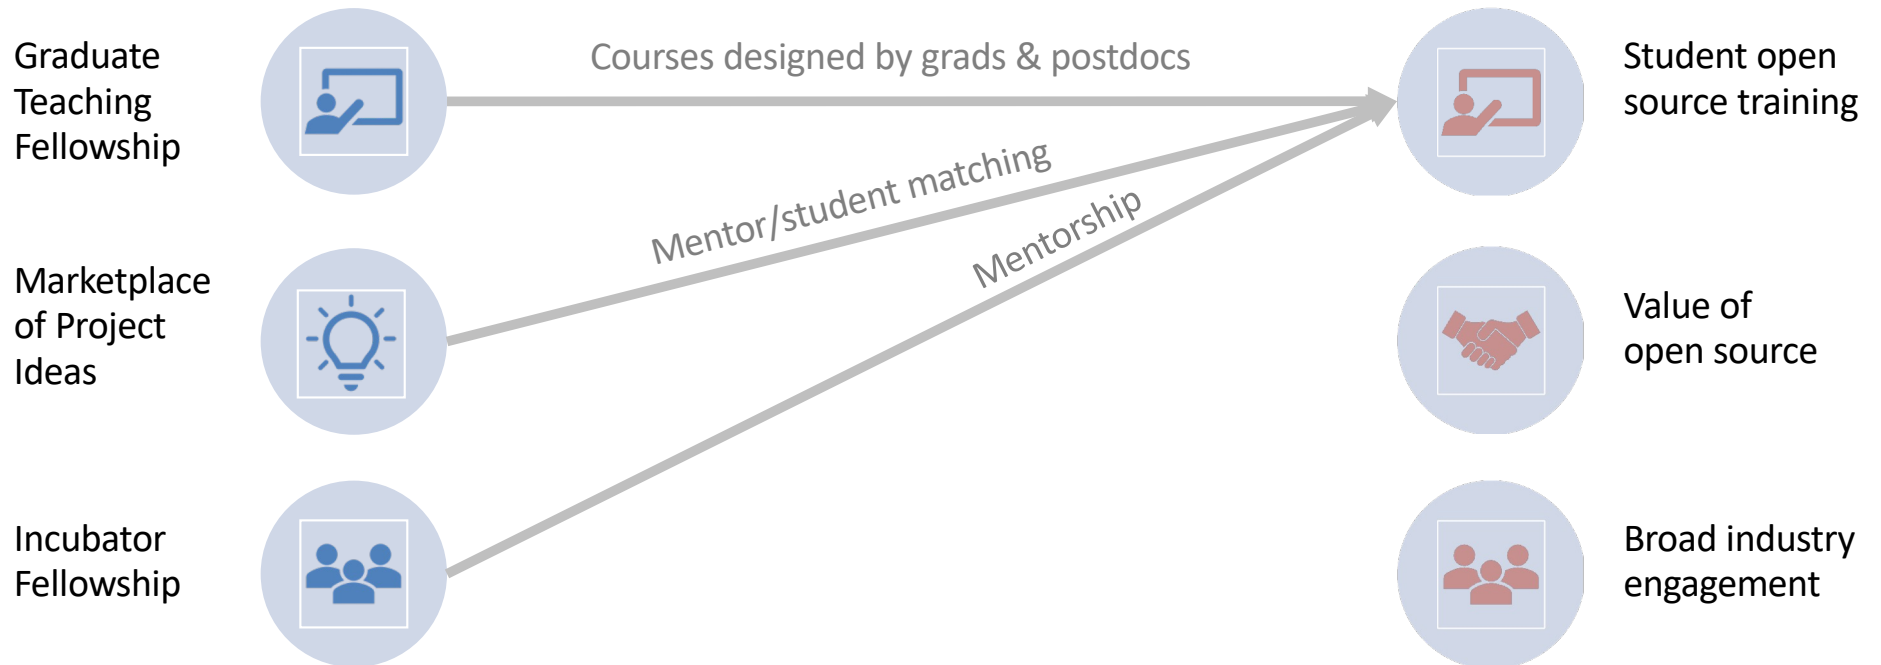 Graduate
Teaching
Fellowship
Courses designed by grads & postdocs
Student open
source training
Marketplace
of Project
Ideas
Mentor/student matching
Mentorship
Value of
open source
Incubator
Fellowship
Broad industry
engagement